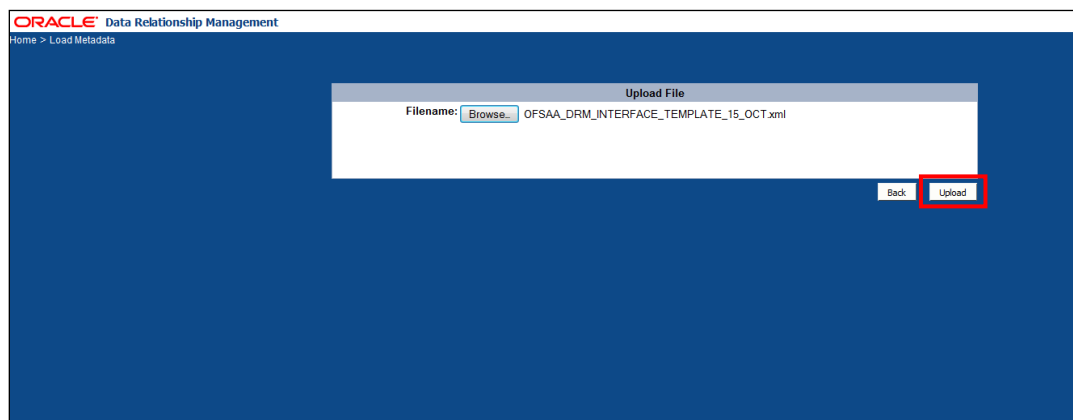 ORACLE® Data Relationship Management
Home > Load Metadata
Upload File
Filename: Browse... OFSAA_DRM_INTERFACE_TEMPLATE_15_OCT.xml
Back Upload